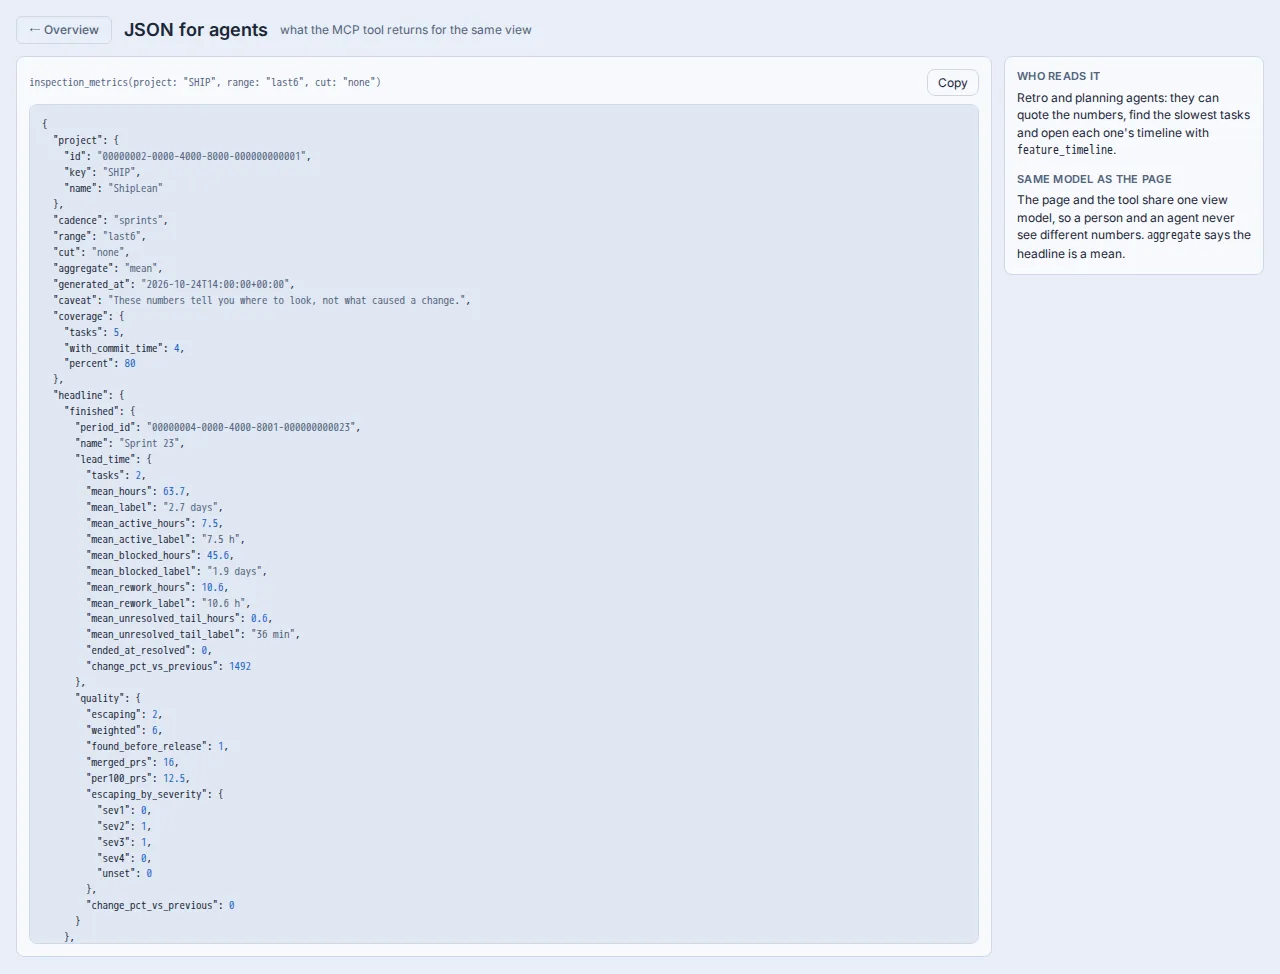 ← Overview
JSON for agents
what the MCP tool returns for the same view
inspection_metrics(project: "SHIP", range: "last6", cut: "none")
Copy
{
"project": {
"id": "00000002-0000-4000-8000-000000000001",
"key": "SHIP",
"name": "ShipLean"
},
"cadence": "sprints",
"range": "last6",
"cut": "none",
"aggregate": "mean",
"generated_at": "2026-10-24T14:00:00+00:00",
"caveat": "These numbers tell you where to look, not what caused a change.",
"coverage": {
"tasks": 5,
"with_commit_time": 4,
"percent": 80
},
"headline": {
"finished": {
"period_id": "00000004-0000-4000-8001-000000000023",
"name": "Sprint 23",
"lead_time": {
"tasks": 2,
"mean_hours": 63.7,
"mean_label": "2.7 days",
"mean_active_hours": 7.5,
"mean_active_label": "7.5 h",
"mean_blocked_hours": 45.6,
"mean_blocked_label": "1.9 days",
"mean_rework_hours": 10.6,
"mean_rework_label": "10.6 h",
"mean_unresolved_tail_hours": 0.6,
"mean_unresolved_tail_label": "36 min",
"ended_at_resolved": 0,
"change_pct_vs_previous": 1492
},
"quality": {
"escaping": 2,
"weighted": 6,
"found_before_release": 1,
"merged_prs": 16,
"per100_prs": 12.5,
"escaping_by_severity": {
"sev1": 0,
"sev2": 1,
"sev3": 1,
"sev4": 0,
"unset": 0
},
"change_pct_vs_previous": 0
}
},
WHO READS IT
Retro and planning agents: they can
quote the numbers, find the slowest tasks
and open each one's timeline with
feature_timeline.
SAME MODEL AS THE PAGE
The page and the tool share one view
model, so a person and an agent never
see different numbers. aggregate says the
headline is a mean.